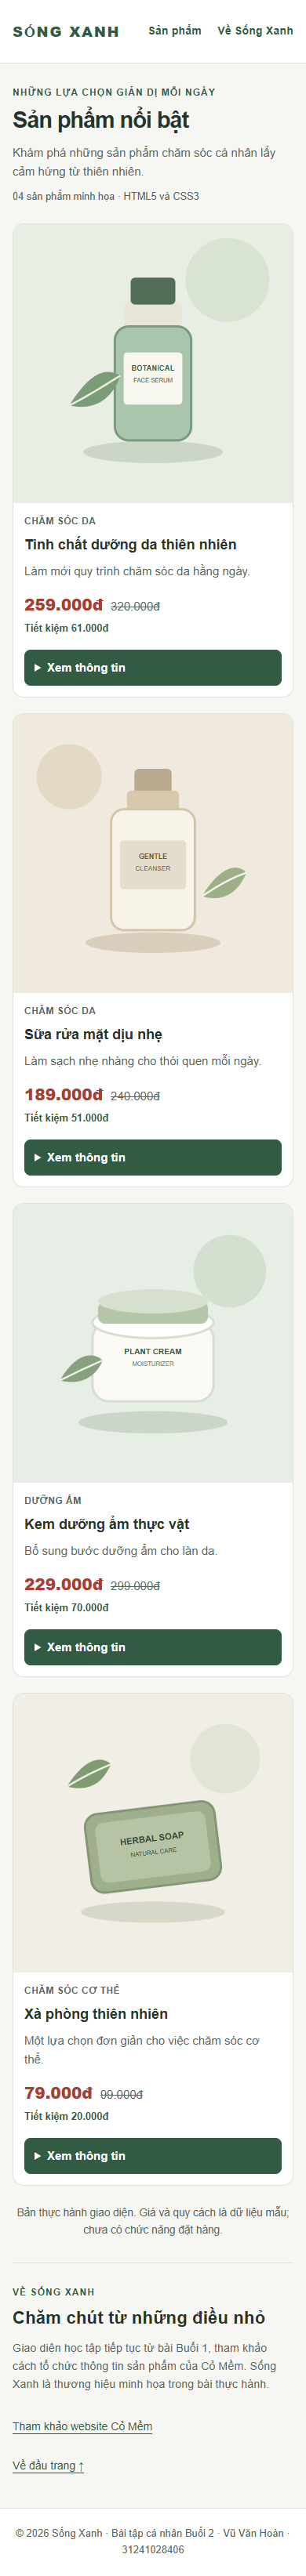 SỐNG XANH
Sản phẩm
Về Sống Xanh
NHỮNG LỰA CHỌN GIẢN DỊ MỖI NGÀY
Sản phẩm nổi bật
Khám phá những sản phẩm chăm sóc cá nhân lấy
cảm hứng từ thiên nhiên.
04 sản phẩm minh họa · HTML5 và CSS3
BOTANICAL
FACE SERUM
CHĂM SÓC DA
Tinh chất dưỡng da thiên nhiên
Làm mới quy trình chăm sóc da hằng ngày.
259.000đ 320.000đ
Tiết kiệm 61.000đ
▶ Xem thông tin
GENTLE
CLEANSER
CHĂM SÓC DA
Sữa rửa mặt dịu nhẹ
Làm sạch nhẹ nhàng cho thói quen mỗi ngày.
189.000đ 240.000đ
Tiết kiệm 51.000đ
▶ Xem thông tin
PLANT CREAM
MOISTURIZER
DƯỠNG ẨM
Kem dưỡng ẩm thực vật
Bổ sung bước dưỡng ẩm cho làn da.
229.000đ 299.000đ
Tiết kiệm 70.000đ
▶ Xem thông tin
HERBAL SOAP
NATURAL CARE
CHĂM SÓC CƠ THỂ
Xà phòng thiên nhiên
Một lựa chọn đơn giản cho việc chăm sóc cơ
thể.
79.000đ 99.000đ
Tiết kiệm 20.000đ
▶ Xem thông tin
Bản thực hành giao diện. Giá và quy cách là dữ liệu mẫu;
chưa có chức năng đặt hàng.
VỀ SỐNG XANH
Chăm chút từ những điều nhỏ
Giao diện học tập tiếp tục từ bài Buổi 1, tham khảo
cách tổ chức thông tin sản phẩm của Cỏ Mềm. Sống
Xanh là thương hiệu minh họa trong bài thực hành.
Tham khảo website Cỏ Mềm
Về đầu trang ↑
© 2026 Sống Xanh · Bài tập cá nhân Buổi 2 · Vũ Văn Hoàn ·
31241028406